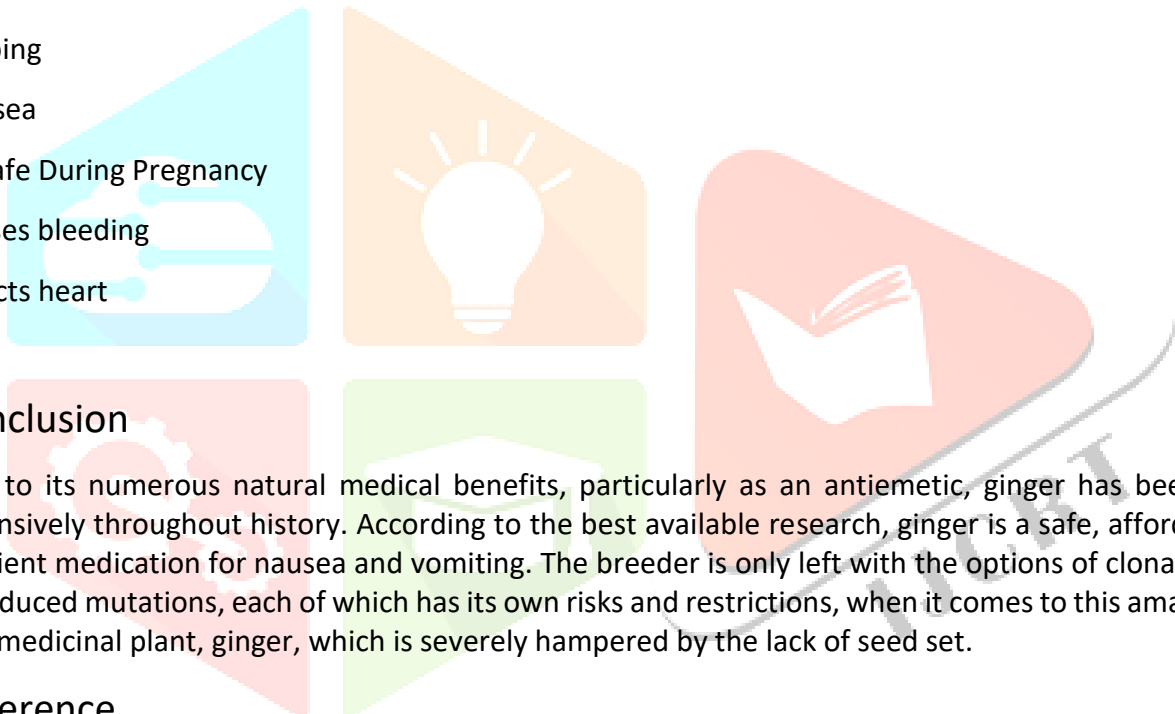 ing
sea
afe During Pregnancy
ses bleeding
cts heart
nclusion
to its numerous natural medical benefits, particularly as an antiemetic, ginger has bee
nsively throughout history. According to the best available research, ginger is a safe, afford
ient medication for nausea and vomiting. The breeder is only left with the options of clona
duced mutations, each of which has its own risks and restrictions, when it comes to this ama
medicinal plant, ginger, which is severely hampered by the lack of seed set.
erence
IJCRT